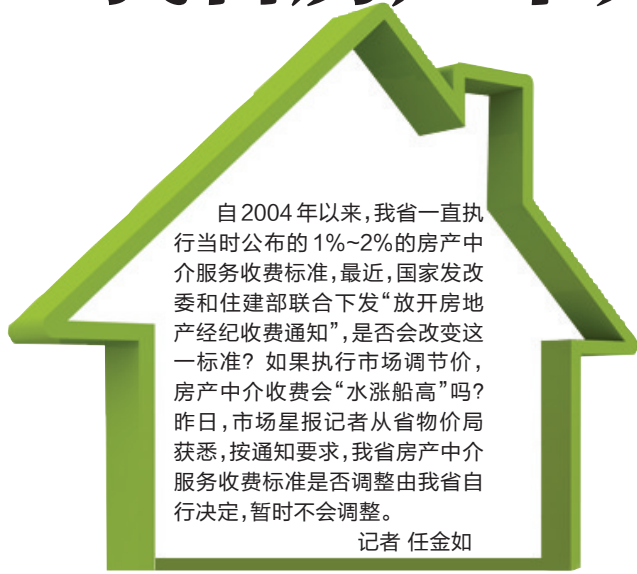 自2004年以来,我省一直执
行当时公布的1%~2%的房产中
介服务收费标准,最近,国家发改
委和住建部联合下发“放开房地
产经纪收费通知”,是否会改变这
一标准?如果执行市场调节价,
房产中介收费会“水涨船高”吗?
昨日,市场星报记者从省物价局
获悉,按通知要求,我省房产中介
服务收费标准是否调整由我省自
行决定,暂时不会调整。
记者 任金如